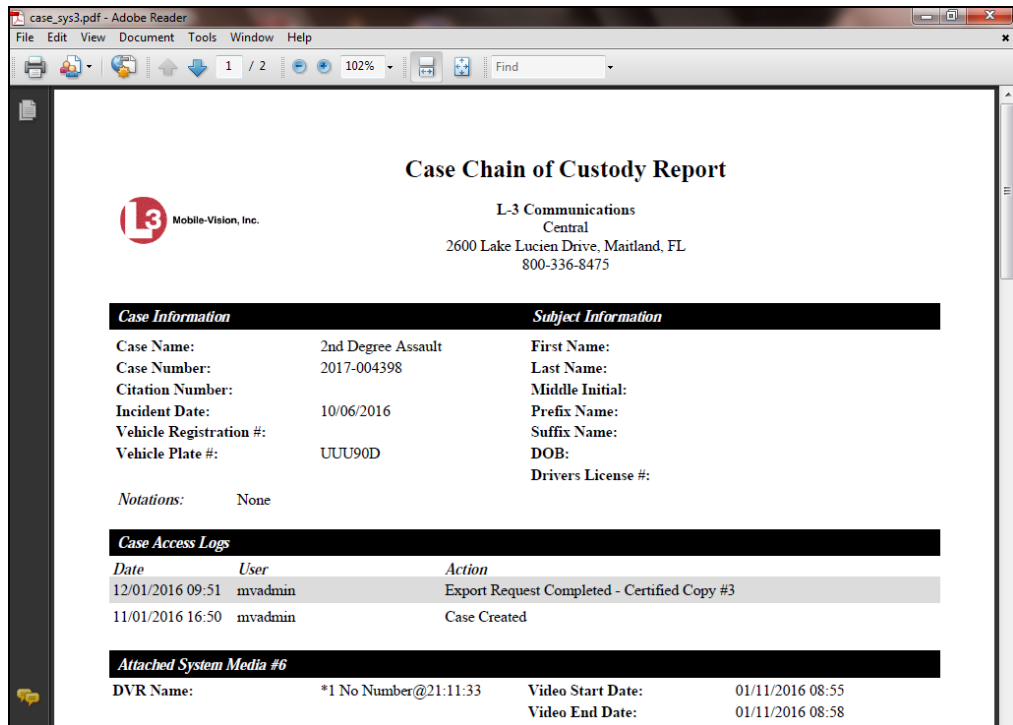 case_sys3.pdf - Adobe Reader
File Edit View Document Tools Window Help
1 / 2 102% Find
Case Chain of Custody Report
L3 Mobile-Vision, Inc.
L-3 Communications
Central
2600 Lake Lucien Drive, Maitland, FL
800-336-8475
Case Information Subject Information
Case Name: 2nd Degree Assault First Name:
Case Number: 2017-004398 Last Name:
Citation Number: Middle Initial:
Incident Date: 10/06/2016 Prefix Name:
Vehicle Registration #: Suffix Name:
Vehicle Plate #: UUU90D DOB:
Drivers License #:
Notations: None
Case Access Logs
Date User Action
12/01/2016 09:51 mvadmin Export Request Completed - Certified Copy #3
11/01/2016 16:50 mvadmin Case Created
Attached System Media #6
DVR Name: *1 No Number@21:11:33 Video Start Date: 01/11/2016 08:55
Video End Date: 01/11/2016 08:58